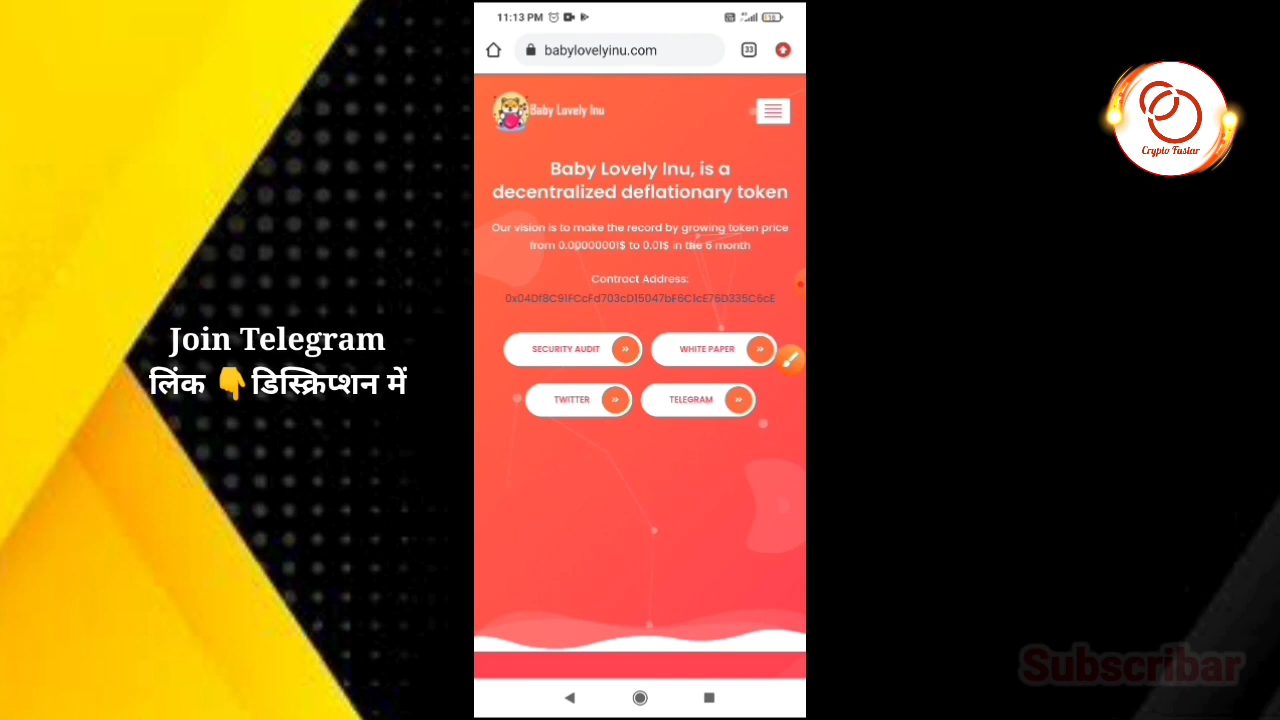 11:13 PM
33
babylovelyinu.com
Baby Lovely Inu
Baby Lovely Inu, is a
decentralized deflationary token
Our vision is to make the record by growing token price
from 0.00000001$ to 0.01$ in the 6 month
Contract Address:
0x04Df8C91FCcFd703cD15047bF6C1cE76D335C6cE
SECURITY AUDIT
WHITE PAPER
TWITTER
TELEGRAM
Join Telegram
लिंक 👇डिस्क्रिप्शन में
Crypto Fustar
Subscribar